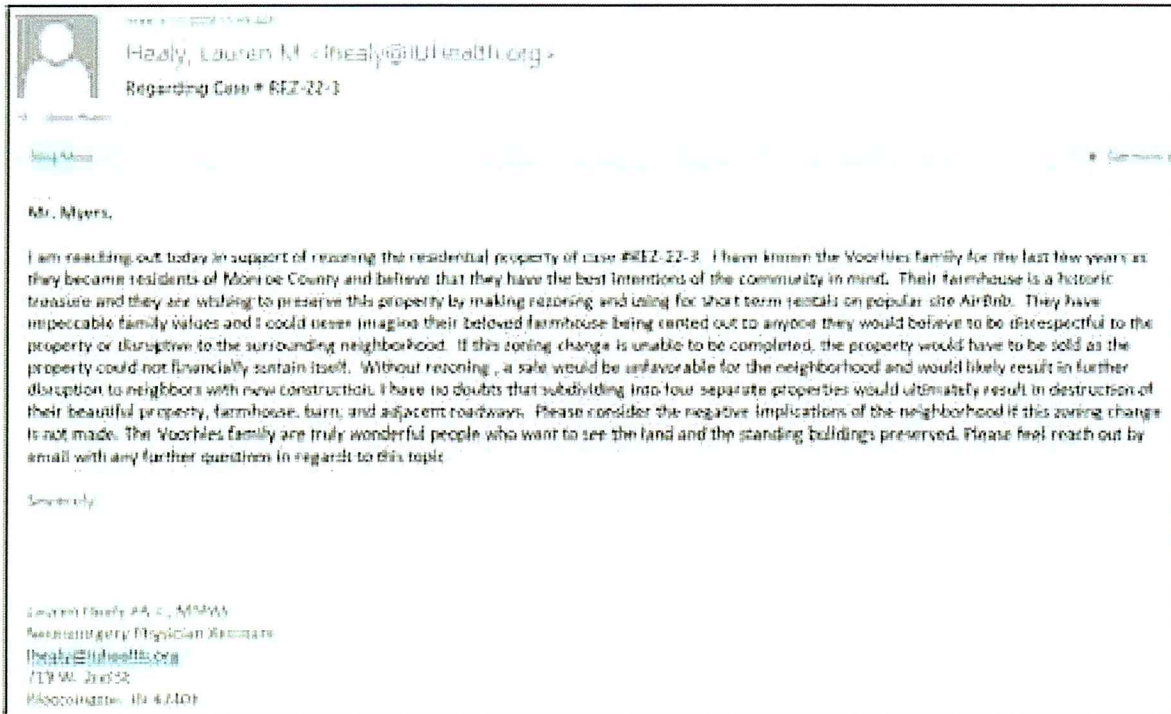 Healy, Lauren M <lhealy@IUHealth.org>
Regarding Case # REZ-22-3
Mr. Myers,
I am reaching out today in support of rezoning the residential property of case #REZ-22-3. I have known the Voorhies family for the last few years as
they became residents of Monroe County and believe that they have the best intentions of the community in mind. Their farmhouse is a historic
treasure and they are wishing to preserve this property by making rezoning and using for short term rentals on popular site AirBnb. They have
impeccable family values and I could never imagine their beloved farmhouse being rented out to anyone they would believe to be disrespectful to the
property or disruptive to the surrounding neighborhood. If this zoning change is unable to be completed, the property would have to be sold as the
property could not financially sustain itself. Without rezoning , a sale would be unfavorable for the neighborhood and would likely result in further
disruption to neighbors with new construction. I have no doubts that subdividing into four separate properties would ultimately result in destruction of
their beautiful property, farmhouse, barn, and adjacent roadways. Please consider the negative implications of the neighborhood if this zoning change
is not made. The Voorhies family are truly wonderful people who want to see the land and the standing buildings preserved. Please feel reach out by
email with any further questions in regards to this topic
Sincerely
Lauren Healy
Neurosurgery Physician Assistant
lhealy@iuhealth.org
719 W. 2nd St
Bloomington, IN 47403